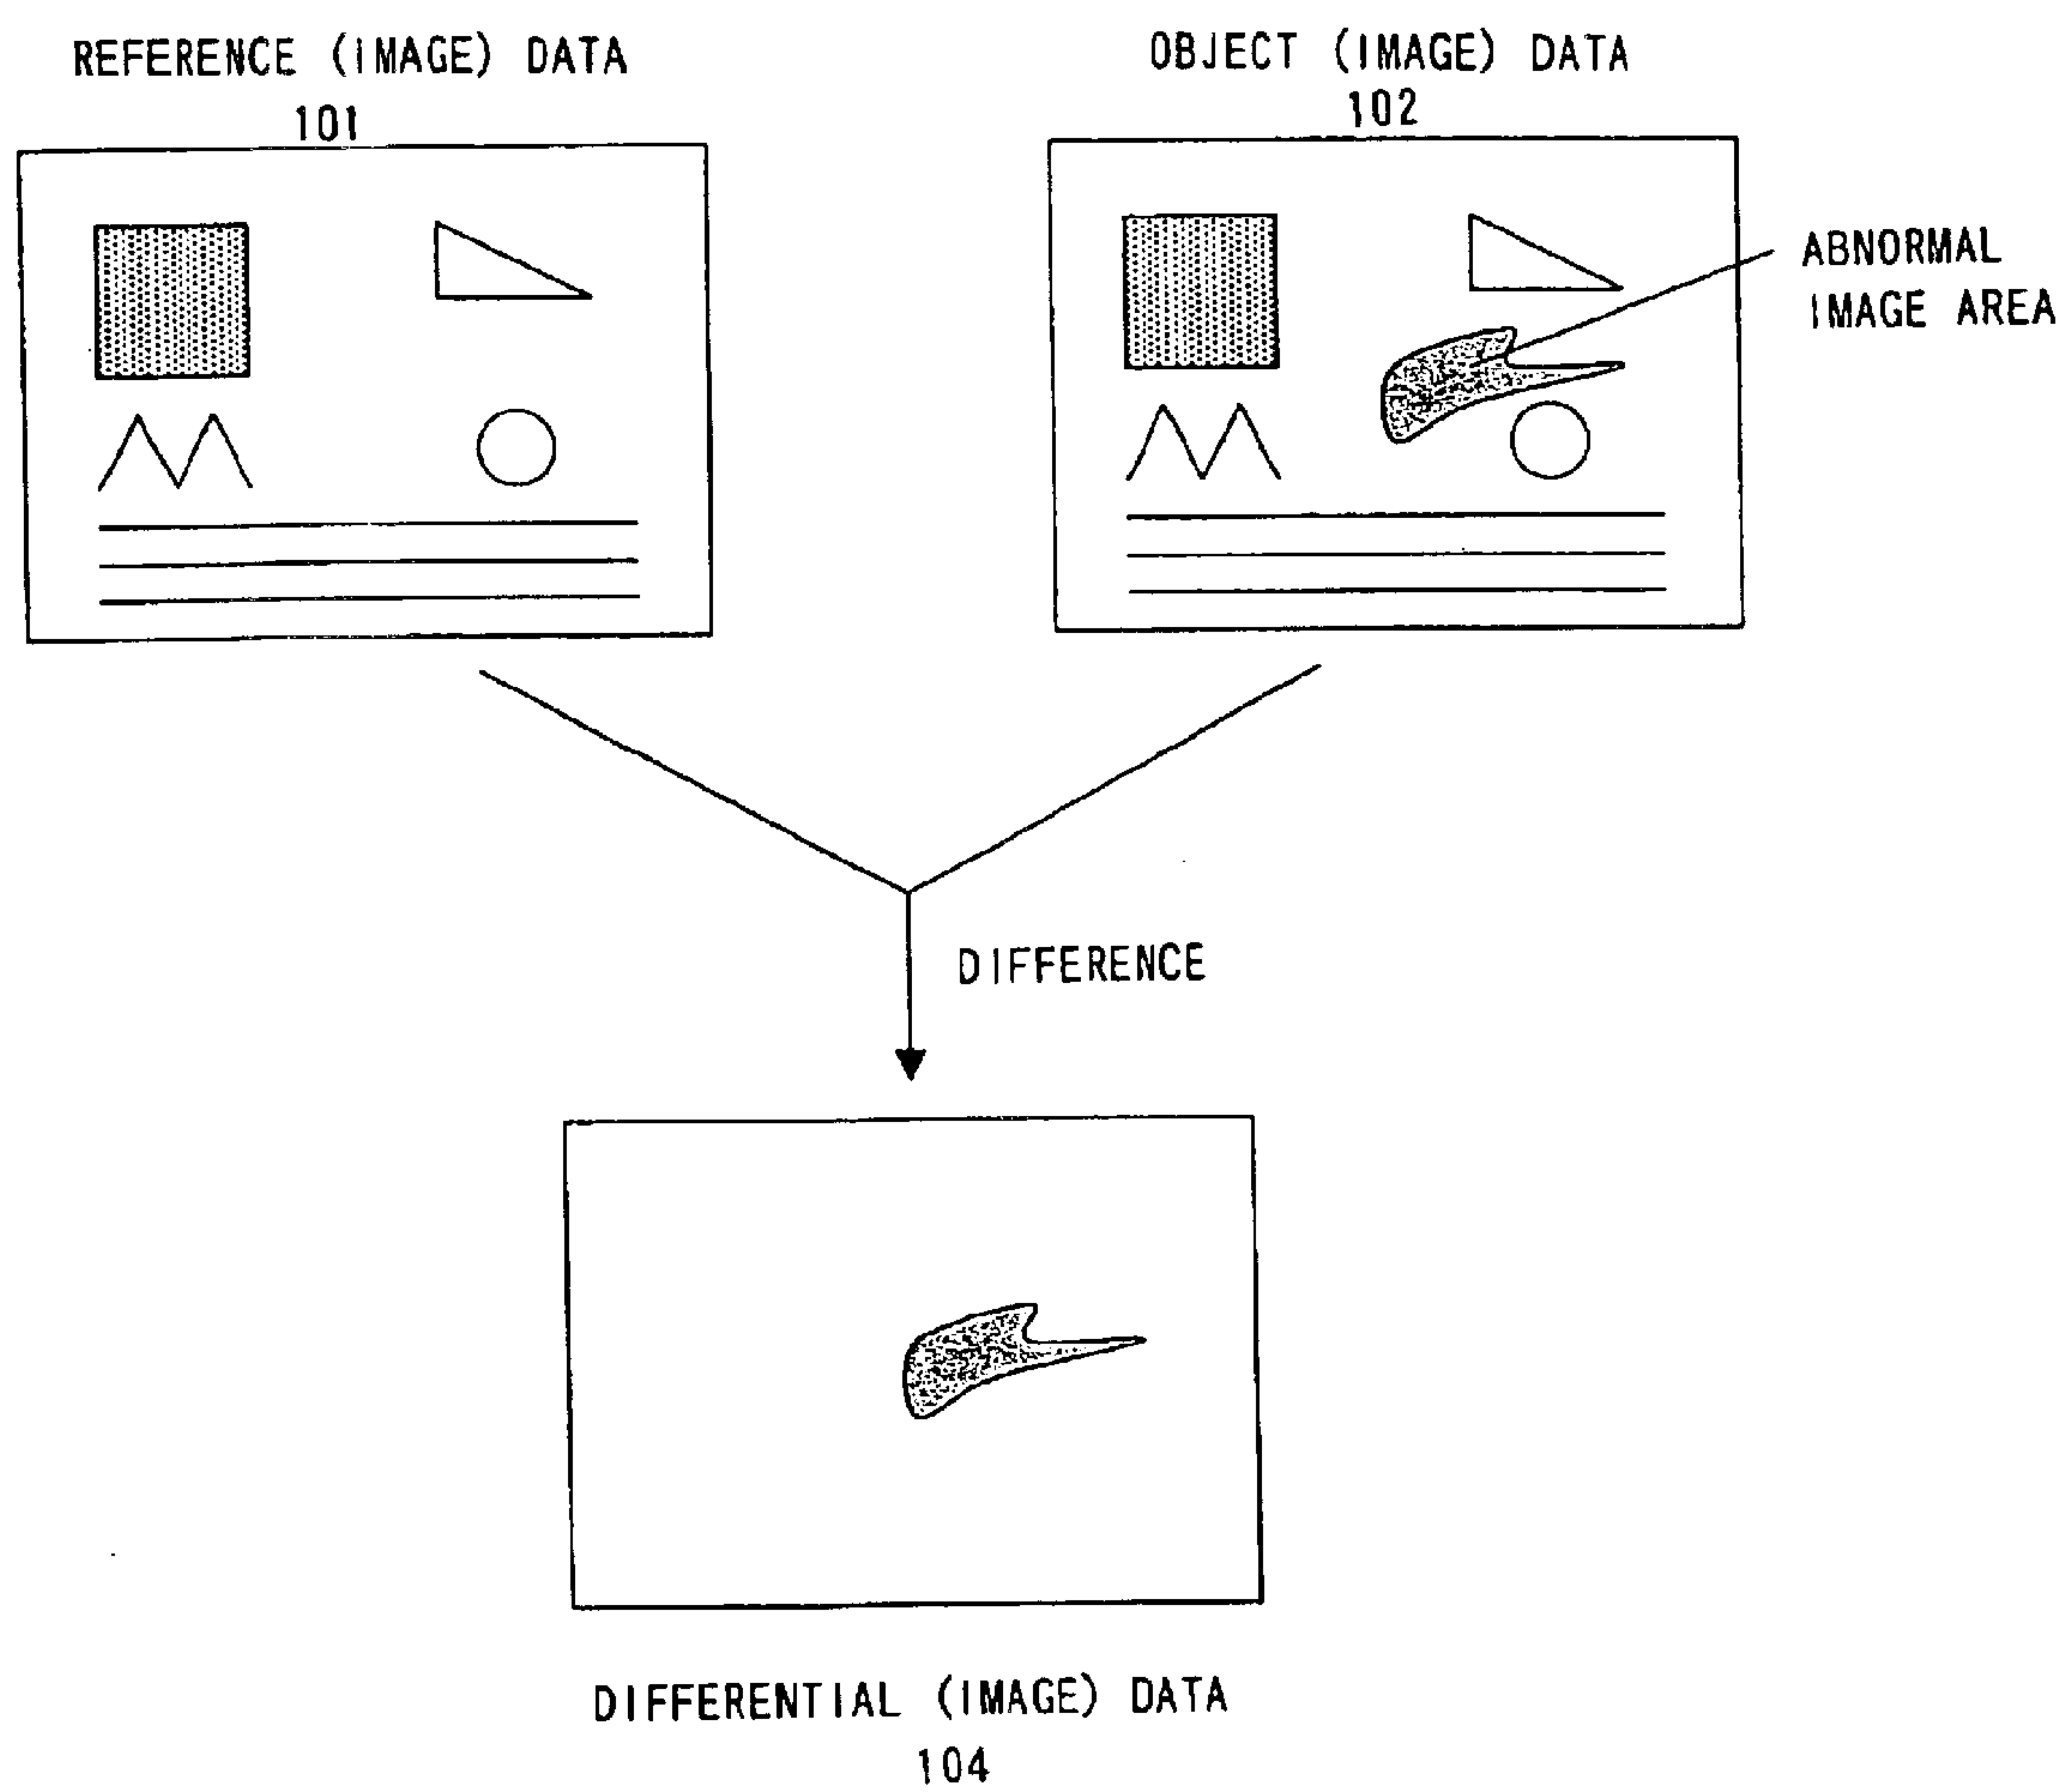 REFERENCE (IMAGE) DATA
101
OBJECT (IMAGE) DATA
102
ABNORMAL
IMAGE AREA
DIFFERENCE
DIFFERENTIAL (IMAGE) DATA
104